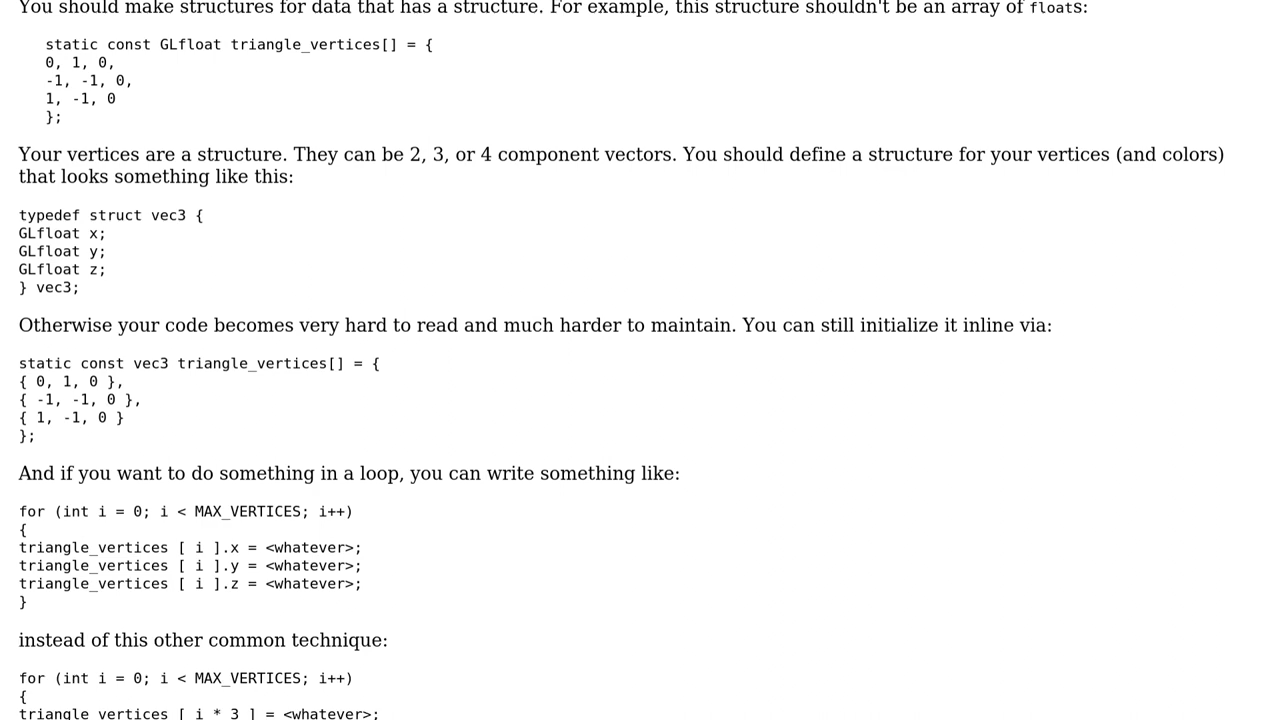 You should make structures for data that has a structure. For example, this structure shouldn't be an array of floats:
static const GLfloat triangle_vertices[] = {
0, 1, 0,
-1, -1, 0,
1, -1, 0
};
Your vertices are a structure. They can be 2, 3, or 4 component vectors. You should define a structure for your vertices (and colors)
that looks something like this:
typedef struct vec3 {
GLfloat x;
GLfloat y;
GLfloat z;
} vec3;
Otherwise your code becomes very hard to read and much harder to maintain. You can still initialize it inline via:
static const vec3 triangle_vertices[] = {
{ 0, 1, 0 },
{ -1, -1, 0 },
{ 1, -1, 0 }
};
And if you want to do something in a loop, you can write something like:
for (int i = 0; i < MAX_VERTICES; i++)
{
triangle_vertices [ i ].x = <whatever>;
triangle_vertices [ i ].y = <whatever>;
triangle_vertices [ i ].z = <whatever>;
}
instead of this other common technique:
for (int i = 0; i < MAX_VERTICES; i++)
{
triangle_vertices [ i * 3 ] = <whatever>;